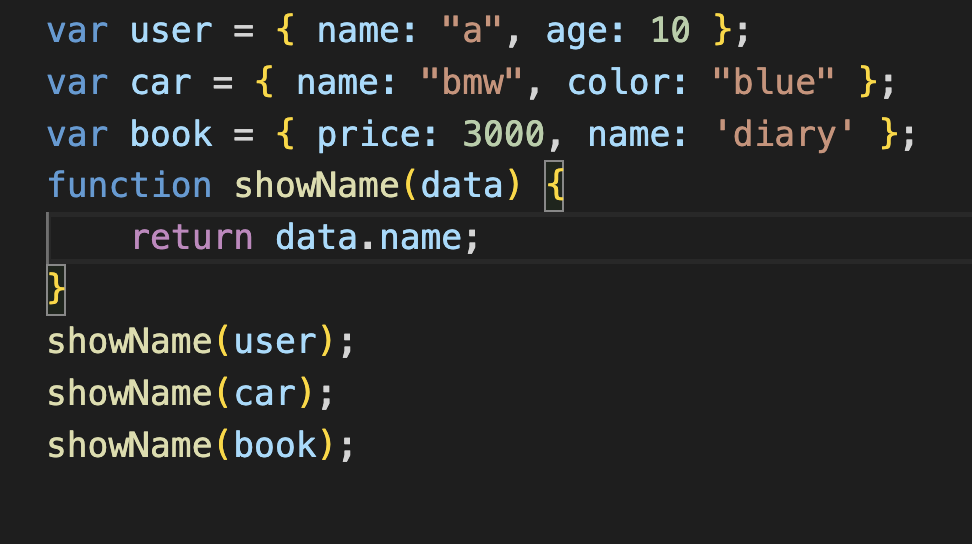 var user = { name: "a", age: 10 };
var car = { name: "bmw", color: "blue" };
var book = { price: 3000, name: 'diary' };
function showName(data) {
    return data.name;
}
showName(user);
showName(car);
showName(book);